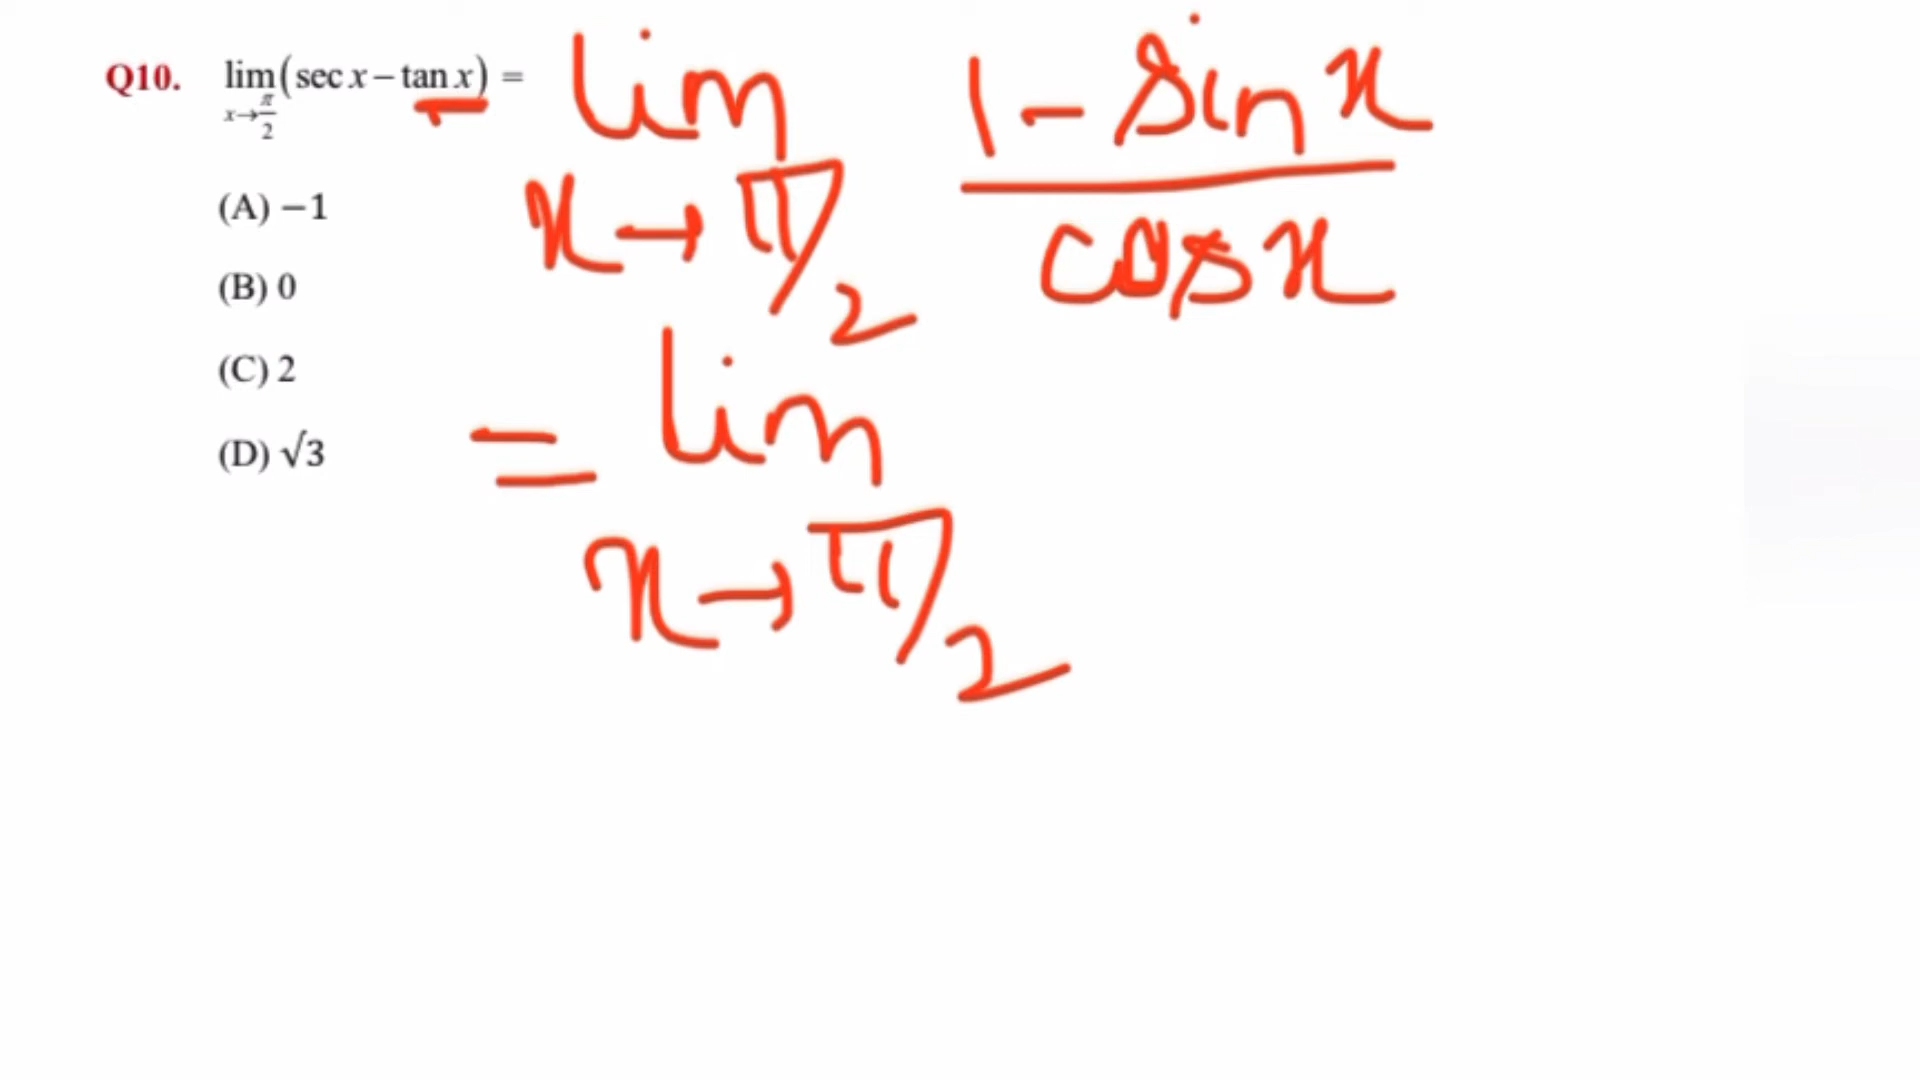 Q10. lim x→π/2 (sec x − tan x) = lim x→π/2 (1 − sin x)/(cos x)
(A) −1
(B) 0
(C) 2
(D) √3
= lim x→π/2